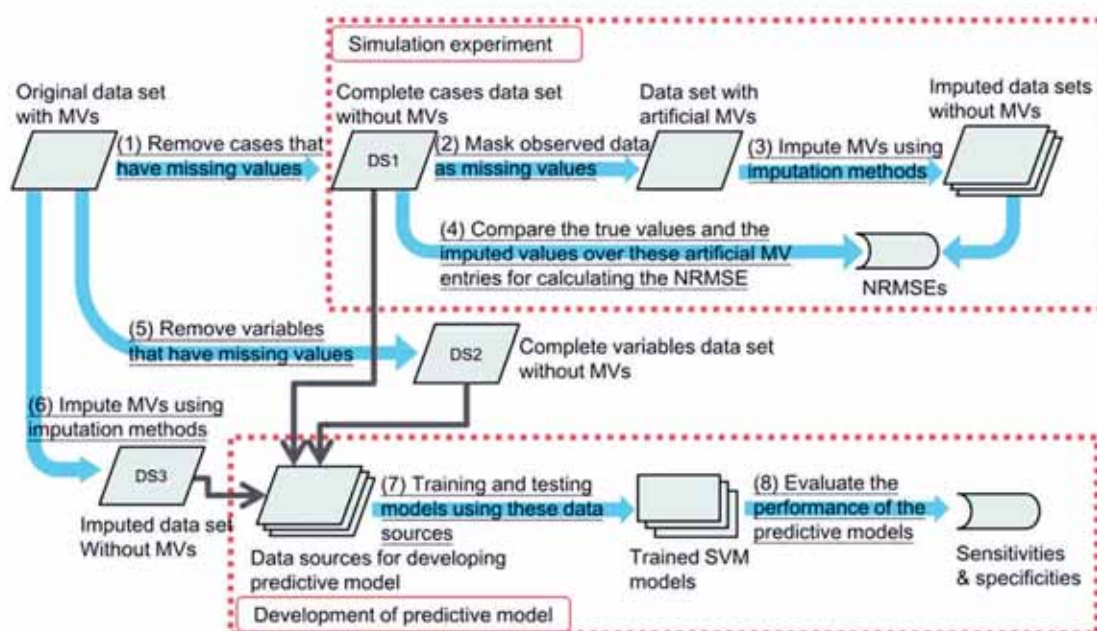 Simulation experiment
Original data set
with MVs
Complete cases data set
without MVs
Data set with
artificial MVs
Imputed data sets
without MVs
(1) Remove cases that
have missing values
DS1
(2) Mask observed data
as missing values
(3) Impute MVs using
imputation methods
(4) Compare the true values and the
imputed values over these artificial MV
entries for calculating the NRMSE
NRMSEs
(5) Remove variables
that have missing values
DS2
Complete variables data set
without MVs
(6) Impute MVs using
imputation methods
DS3
Imputed data set
Without MVs
(7) Training and testing
models using these data
sources
(8) Evaluate the
performance of the
predictive models
Data sources for developing
predictive model
Trained SVM
models
Sensitivities
& specificities
Development of predictive model